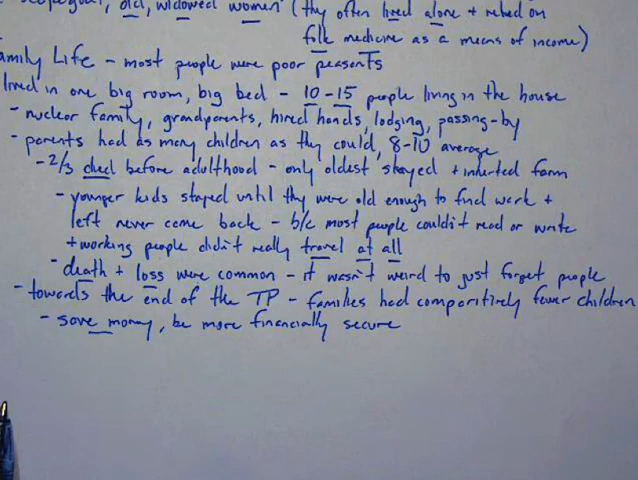 old, widowed women (they often lived alone + relied on
folk medicine as a means of income)
amily Life - most people were poor peasants
lived in one big room, big bed - 10-15 people living in the house
- nuclear family, grandparents, hired hands, lodging, passing-by
- parents had as many children as they could, 8-10 average
- 2/3 died before adulthood - only oldest stayed + inherited farm
- younger kids stayed until they were old enough to find work +
left never came back - b/c most people couldn't read or write
+ working people didn't really travel at all
- death + loss were common - it wasn't weird to just forget people
- towards the end of the TP - families had comparitively fewer children
- save money, be more financially secure